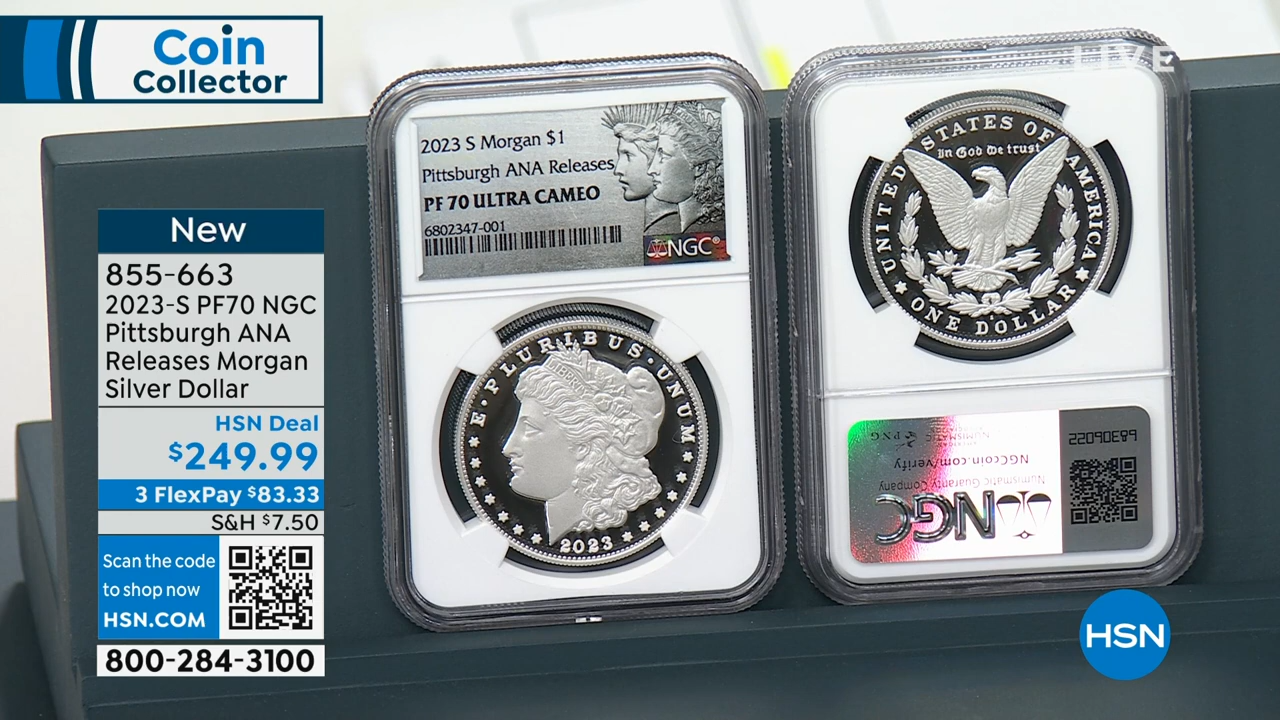 Coin
Collector
LIVE
New
855-663
2023-S PF70 NGC
Pittsburgh ANA
Releases Morgan
Silver Dollar
HSN Deal
$249.99
3 FlexPay $83.33
S&H $7.50
Scan the code
to shop now
HSN.COM
800-284-3100
2023 S Morgan $1
Pittsburgh ANA Releases
PF 70 ULTRA CAMEO
6802347-001
NGC
E·PLURIBUS·UNUM
LIBERTY
2023
UNITED STATES OF AMERICA
In God We trust
ONE DOLLAR
PNG
NGCcoin.com/verify
Numismatic Guaranty Company
NGC
HSN